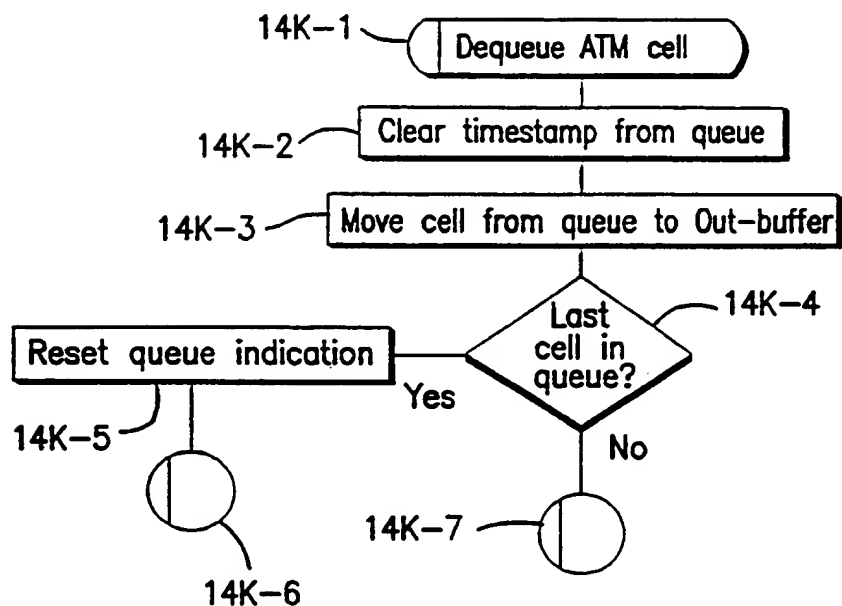 14K-1
Dequeue ATM cell
14K-2
Clear timestamp from queue
14K-3
Move cell from queue to Out-buffer
14K-4
Last
cell in
queue?
Reset queue indication
Yes
14K-5
No
14K-7
14K-6